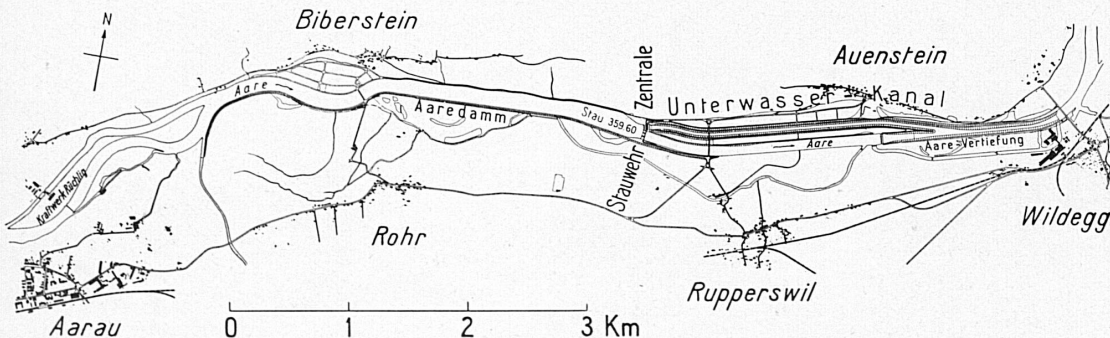 N
Biberstein
Aare
Aaredamm
Stau 359.60
Zentrale
Stauwehr
Unterwasser-Kanal
Auenstein
Aare
Aare-Vertiefung
Wildegg
Kraftwerk Rüchlig
Rohr
Rupperswil
Aarau
0 1 2 3 Km